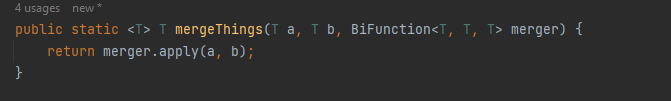 4 usages   new *
public static <T> T mergeThings(T a, T b, BiFunction<T, T, T> merger) {
    return merger.apply(a, b);
}